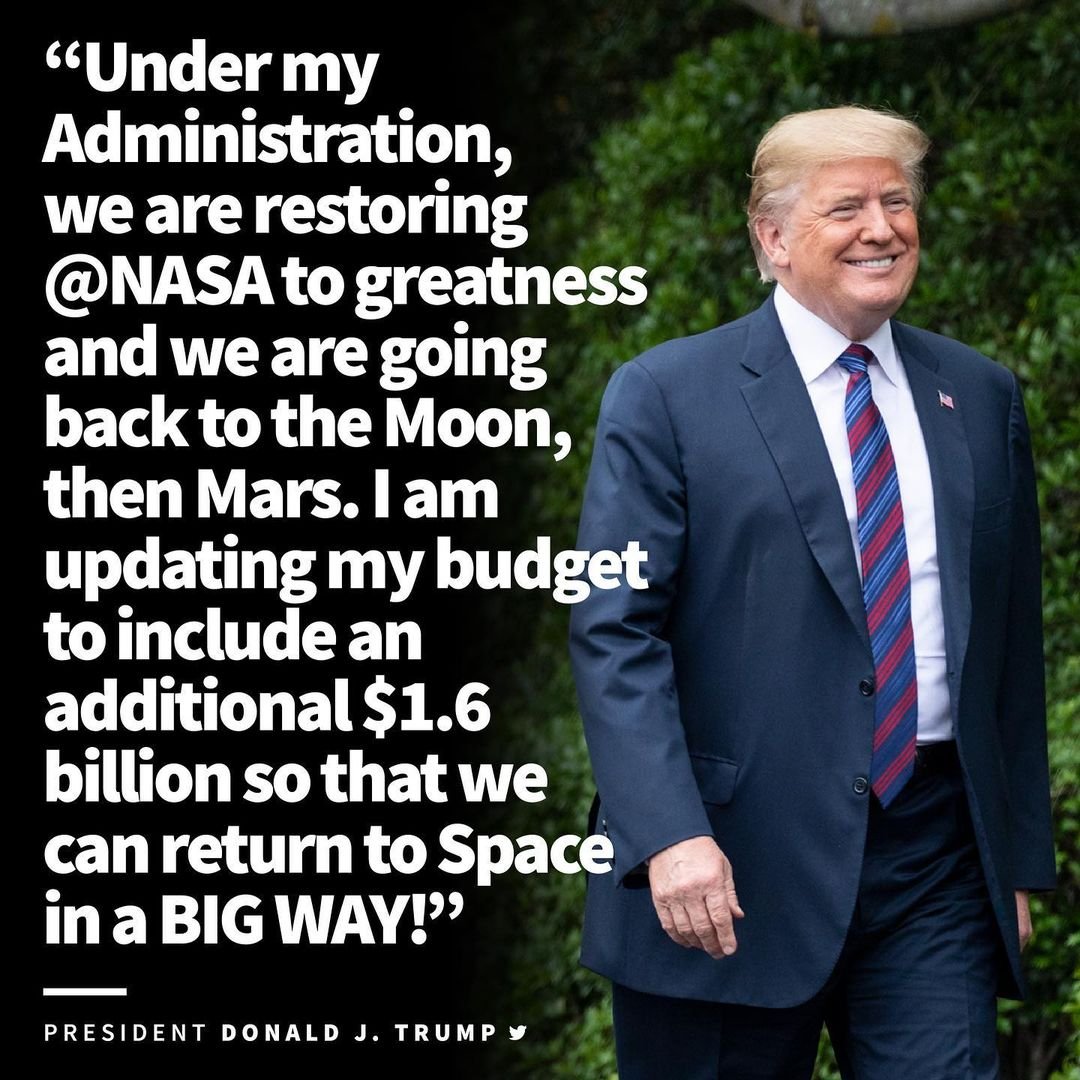 “Under my
Administration,
we are restoring
@NASA to greatness
and we are going
back to the Moon,
then Mars. I am
updating my budget
to include an
additional $1.6
billion so that we
can return to Space
in a BIG WAY!”
PRESIDENT DONALD J. TRUMP